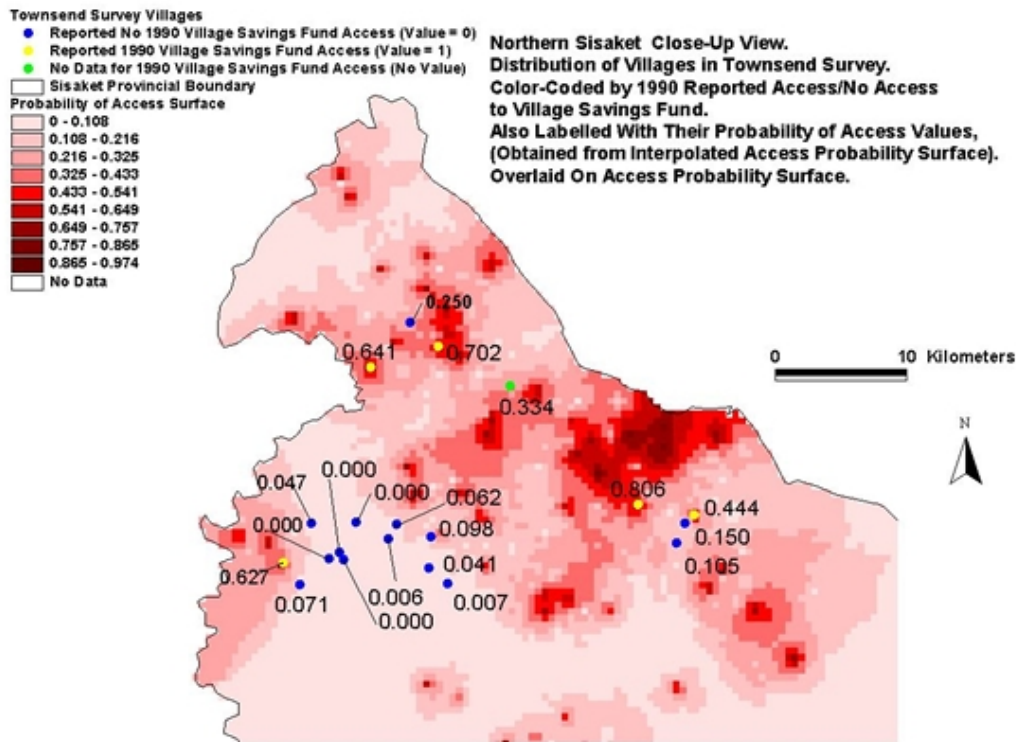 Townsend Survey Villages
Reported No 1990 Village Savings Fund Access (Value = 0)
Reported 1990 Village Savings Fund Access (Value = 1)
No Data for 1990 Village Savings Fund Access (No Value)
Sisaket Provincial Boundary
Probability of Access Surface
0 - 0.108
0.108 - 0.216
0.216 - 0.325
0.325 - 0.433
0.433 - 0.541
0.541 - 0.649
0.649 - 0.757
0.757 - 0.865
0.865 - 0.974
No Data
Northern Sisaket Close-Up View.
Distribution of Villages in Townsend Survey.
Color-Coded by 1990 Reported Access/No Access
to Village Savings Fund.
Also Labelled With Their Probability of Access Values,
(Obtained from Interpolated Access Probability Surface).
Overlaid On Access Probability Surface.
0.250
0.641
0.702
0 10 Kilometers
0.334
N
0.000
0.047
0.000
0.062
0.806
0.444
0.000
0.098
0.150
0.041
0.105
0.627
0.071
0.006
0.007
0.000